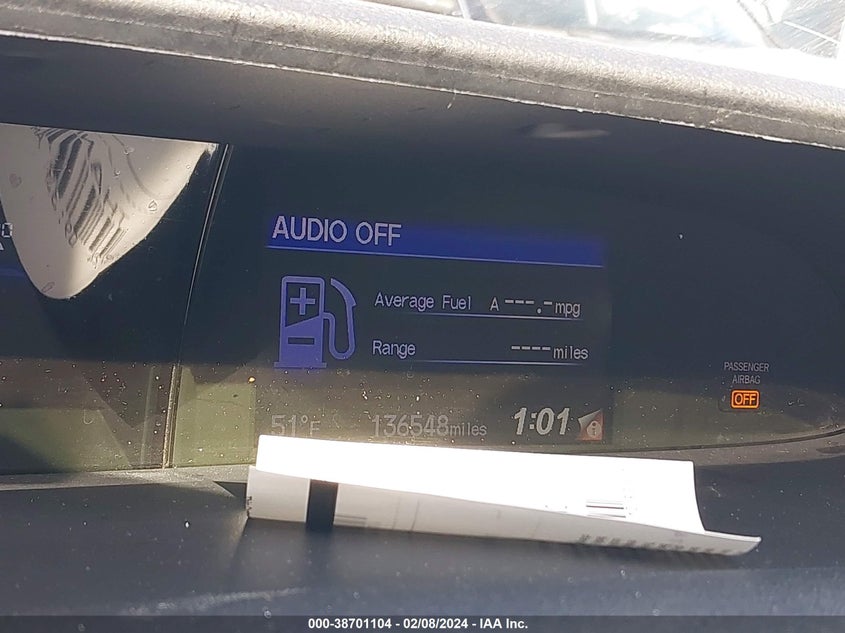 AUDIO OFF
Average Fuel A ---.- mpg
Range ---- miles
PASSENGER
AIRBAG
OFF
51°F 136548 miles 1:01
000-38701104 - 02/08/2024 - IAA Inc.